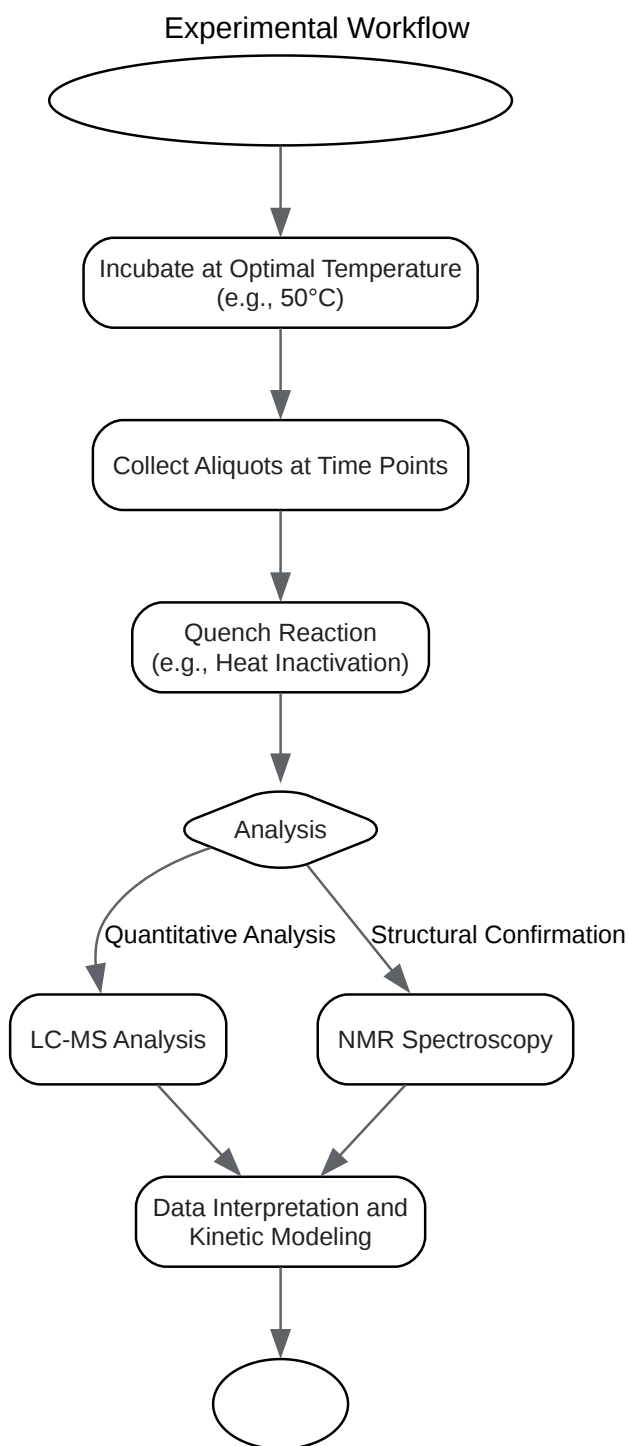 Experimental Workflow
Incubate at Optimal Temperature
(e.g., 50°C)
Collect Aliquots at Time Points
Quench Reaction
(e.g., Heat Inactivation)
Analysis
Quantitative Analysis
Structural Confirmation
LC-MS Analysis
NMR Spectroscopy
Data Interpretation and
Kinetic Modeling